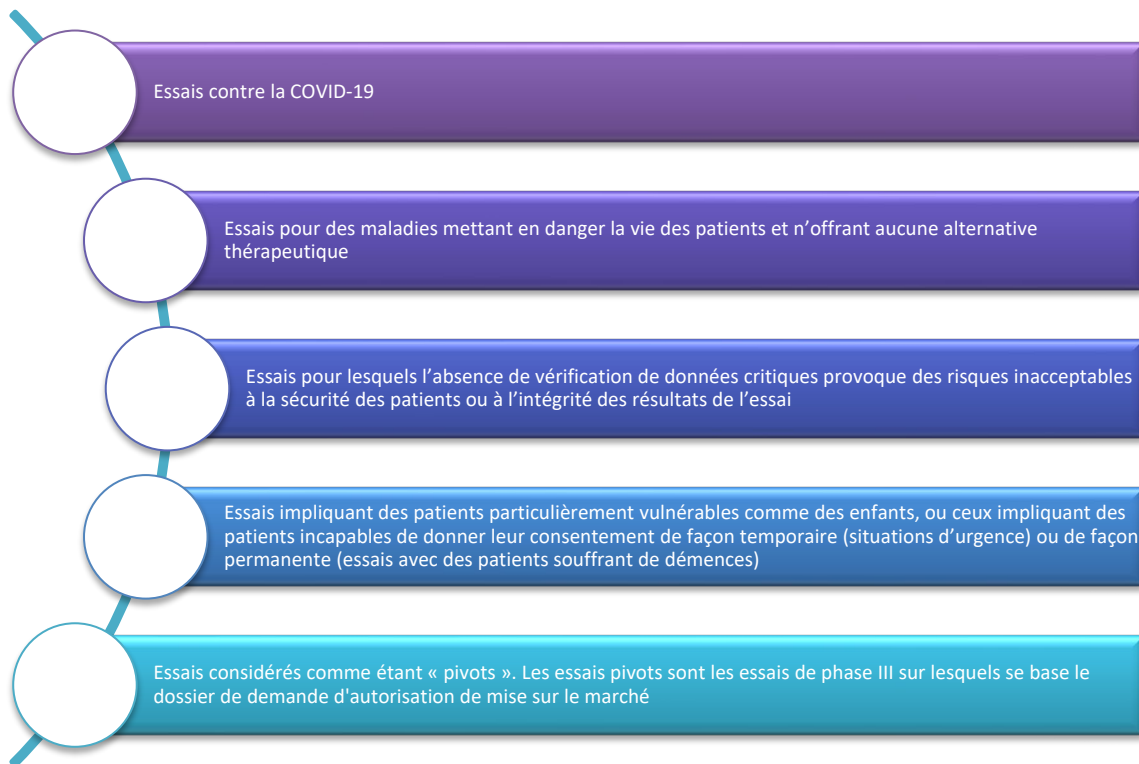 Essais contre la COVID-19
Essais pour des maladies mettant en danger la vie des patients et n’offrant aucune alternative
thérapeutique
Essais pour lesquels l’absence de vérification de données critiques provoque des risques inacceptables
à la sécurité des patients ou à l’intégrité des résultats de l’essai
Essais impliquant des patients particulièrement vulnérables comme des enfants, ou ceux impliquant des
patients incapables de donner leur consentement de façon temporaire (situations d’urgence) ou de façon
permanente (essais avec des patients souffrant de démences)
Essais considérés comme étant « pivots ». Les essais pivots sont les essais de phase III sur lesquels se base le
dossier de demande d'autorisation de mise sur le marché